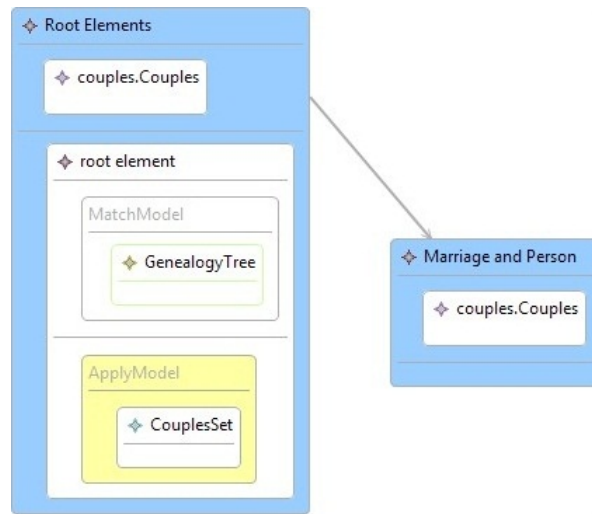 Root Elements
couples.Couples
root element
MatchModel
GenealogyTree
ApplyModel
CouplesSet
Marriage and Person
couples.Couples